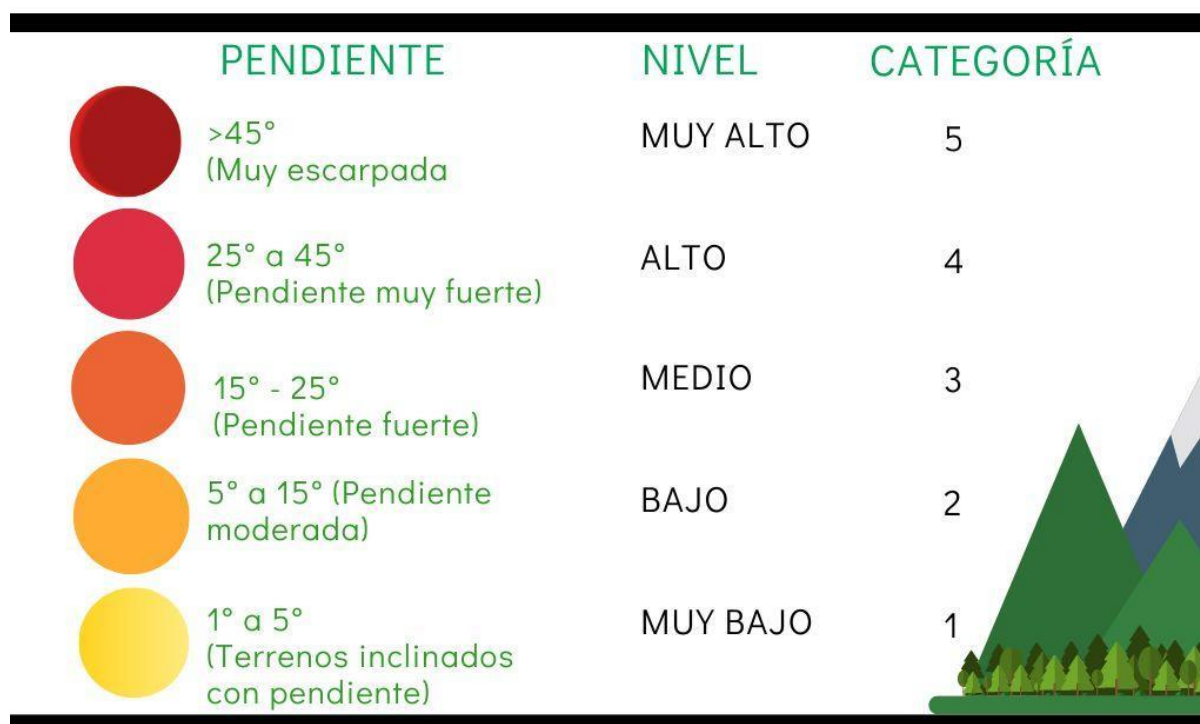 PENDIENTE NIVEL CATEGORÍA
>45° MUY ALTO 5
(Muy escarpada
25° a 45° ALTO 4
(Pendiente muy fuerte)
15° - 25° MEDIO 3
(Pendiente fuerte)
5° a 15° (Pendiente BAJO 2
moderada)
1° a 5° MUY BAJO 1
(Terrenos inclinados
con pendiente)